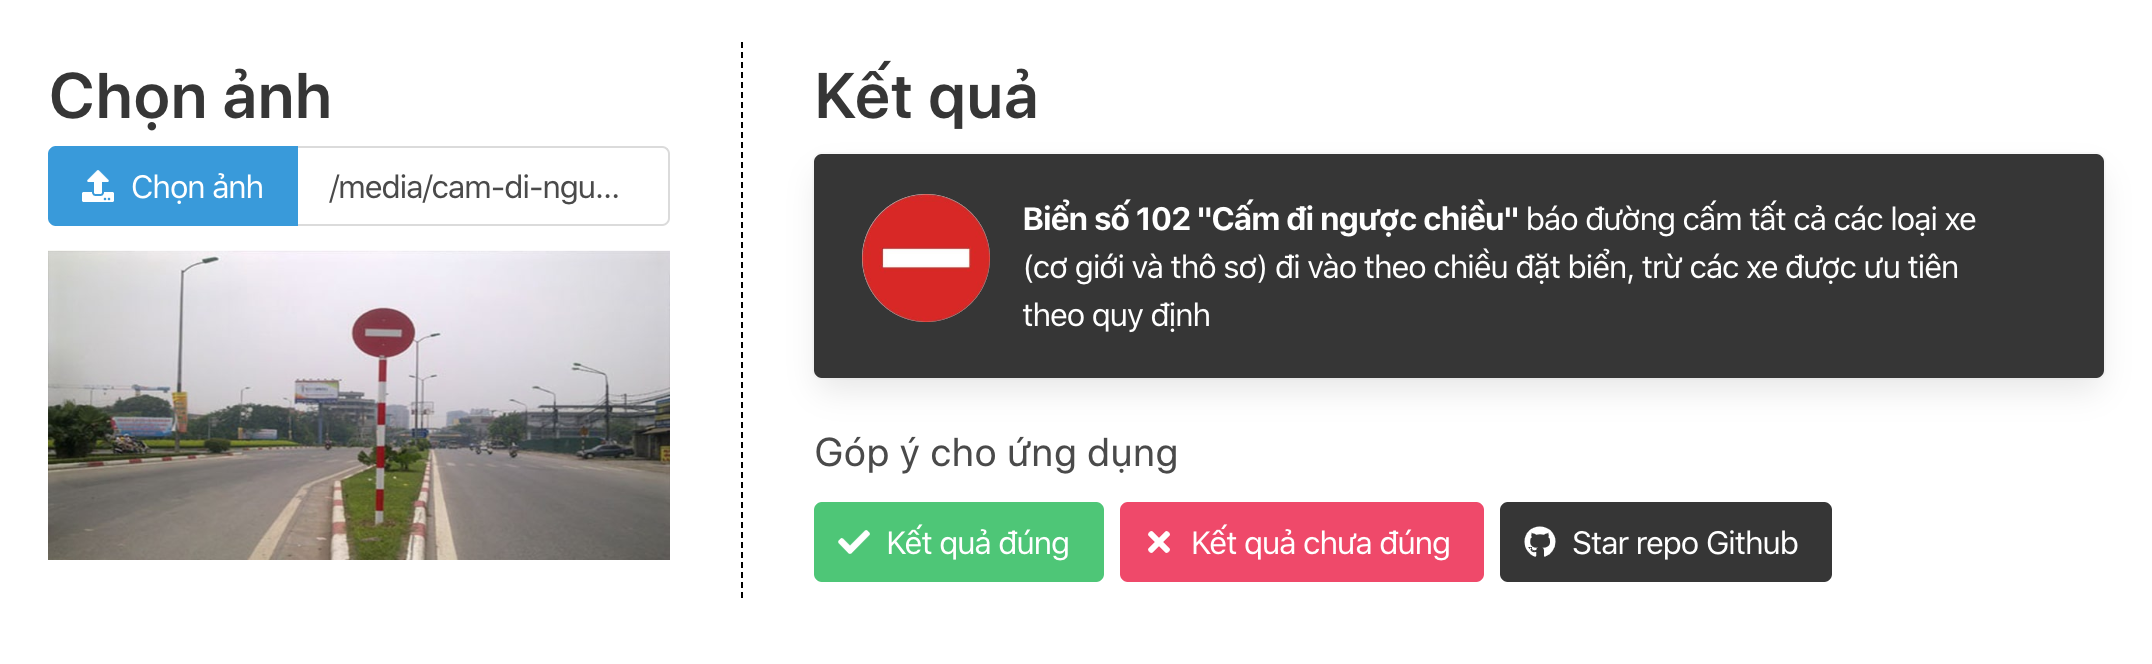 Chọn ảnh
Chọn ảnh
/media/cam-di-ngu...
Kết quả
Biển số 102 "Cấm đi ngược chiều" báo đường cấm tất cả các loại xe
(cơ giới và thô sơ) đi vào theo chiều đặt biển, trừ các xe được ưu tiên
theo quy định
Góp ý cho ứng dụng
Kết quả đúng
Kết quả chưa đúng
Star repo Github